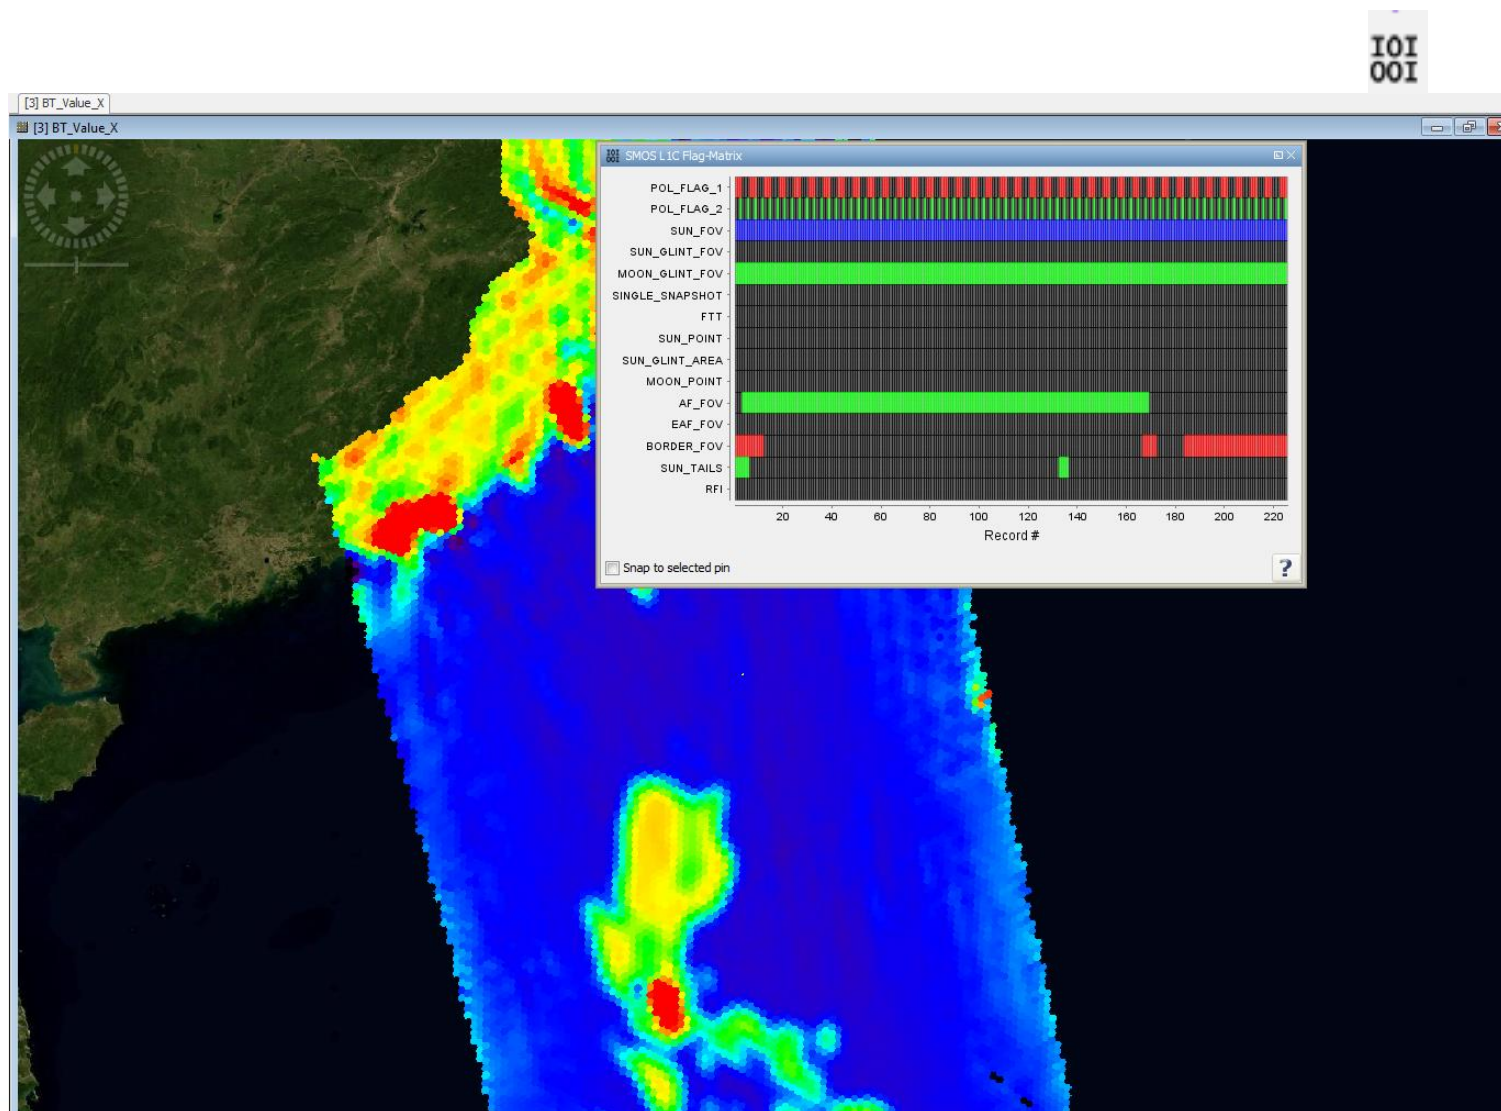 IOI
OOI
[3] BT_Value_X
[3] BT_Value_X
IOI
OOI
SMOS L1C Flag-Matrix
POL_FLAG_1
POL_FLAG_2
SUN_FOV
SUN_GLINT_FOV
MOON_GLINT_FOV
SINGLE_SNAPSHOT
FTT
SUN_POINT
SUN_GLINT_AREA
MOON_POINT
AF_FOV
EAF_FOV
BORDER_FOV
SUN_TAILS
RFI
20 40 60 80 100 120 140 160 180 200 220
Record #
Snap to selected pin
?